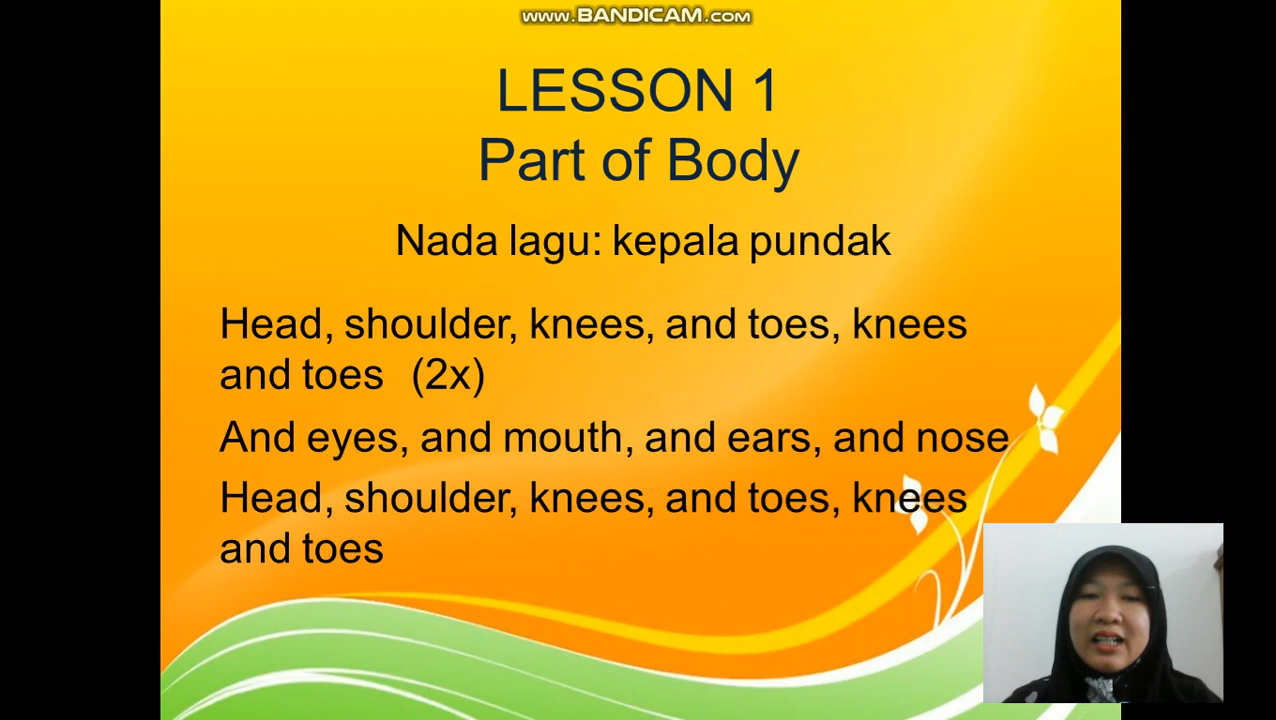 www.BANDICAM.com
LESSON 1
Part of Body
Nada lagu: kepala pundak
Head, shoulder, knees, and toes, knees
and toes (2x)
And eyes, and mouth, and ears, and nose
Head, shoulder, knees, and toes, knees
and toes